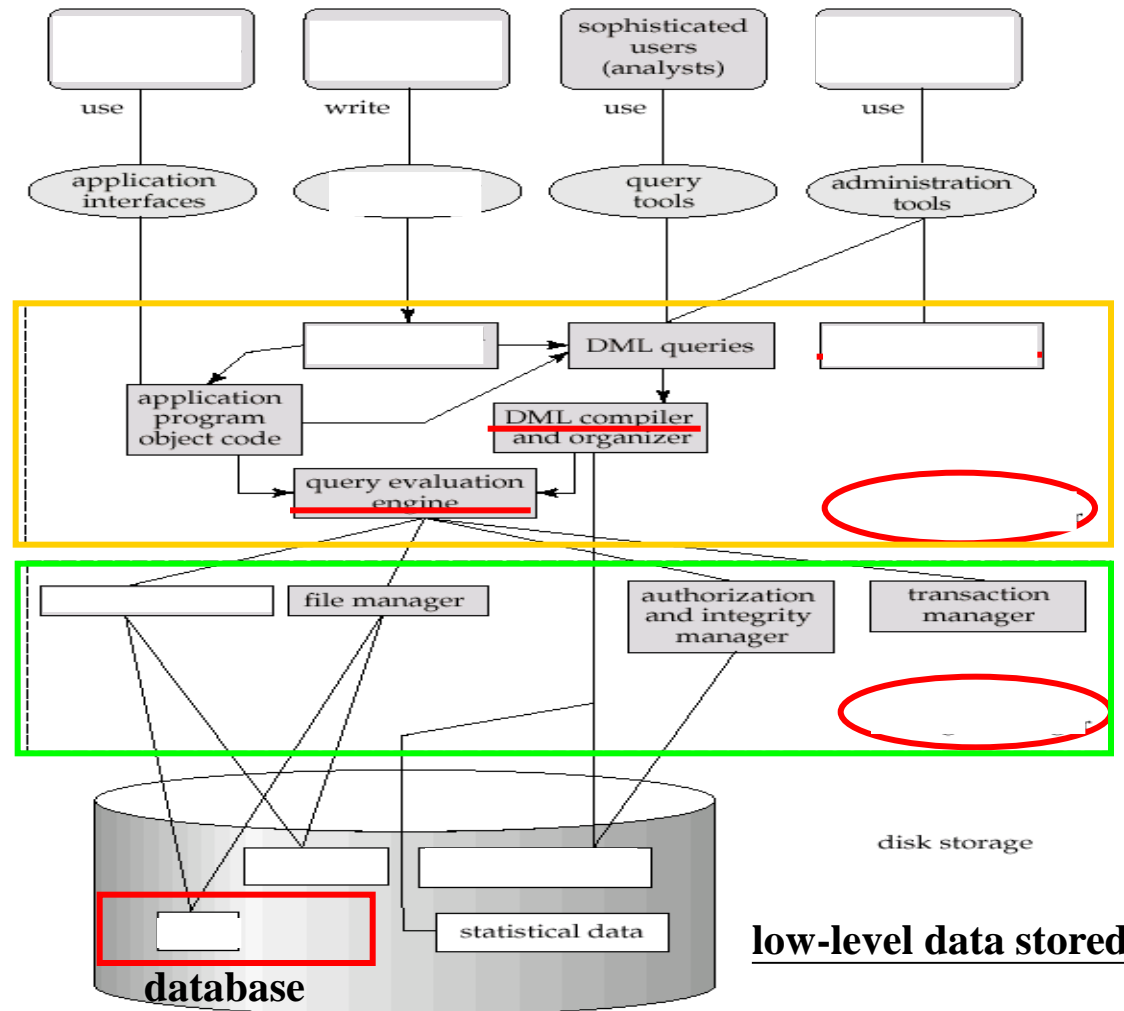 sophisticated
users
(analysts)
use
write
use
use
application
interfaces
query
tools
administration
tools
DML queries
application
program
object code
DML compiler
and organizer
query evaluation
engine
file manager
authorization
and integrity
manager
transaction
manager
disk storage
statistical data
low-level data stored
database